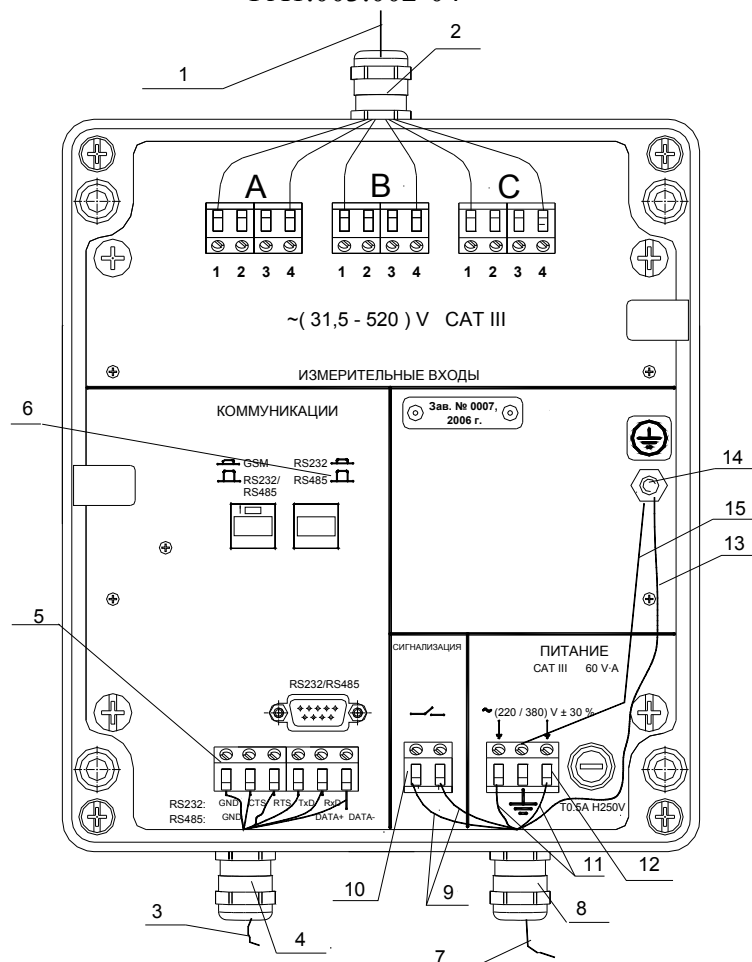 2
1
A B C
1 2 3 4 1 2 3 4 1 2 3 4
~( 31,5 - 520 ) V CAT III
ИЗМЕРИТЕЛЬНЫЕ ВХОДЫ
6
КОММУНИКАЦИИ
Зав. № 0007,
2006 г.
GSM RS232
RS232/ RS485
RS485
14
15
13
5
СИГНАЛИЗАЦИЯ
ПИТАНИЕ
CAT III 60 V·A
RS232/RS485
~ (220 / 380) V ± 30 %
RS232: GND CTS RTS TxD RxD
RS485: GND DATA+ DATA-
T0.5A H250V
10 9 11 12
8
3 4
7